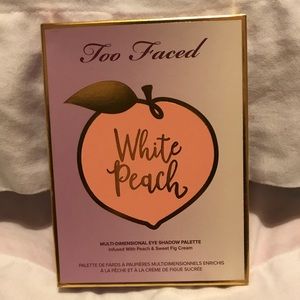 Too Faced
White
Peach
MULTI-DIMENSIONAL EYE SHADOW PALETTE
Infused With Peach & Sweet Fig Cream
PALETTE DE FARDS À PAUPIÈRES MULTIDIMENSIONNELS ENRICHIS
À LA PÊCHE ET À LA CRÈME DE FIGUE SUCRÉE